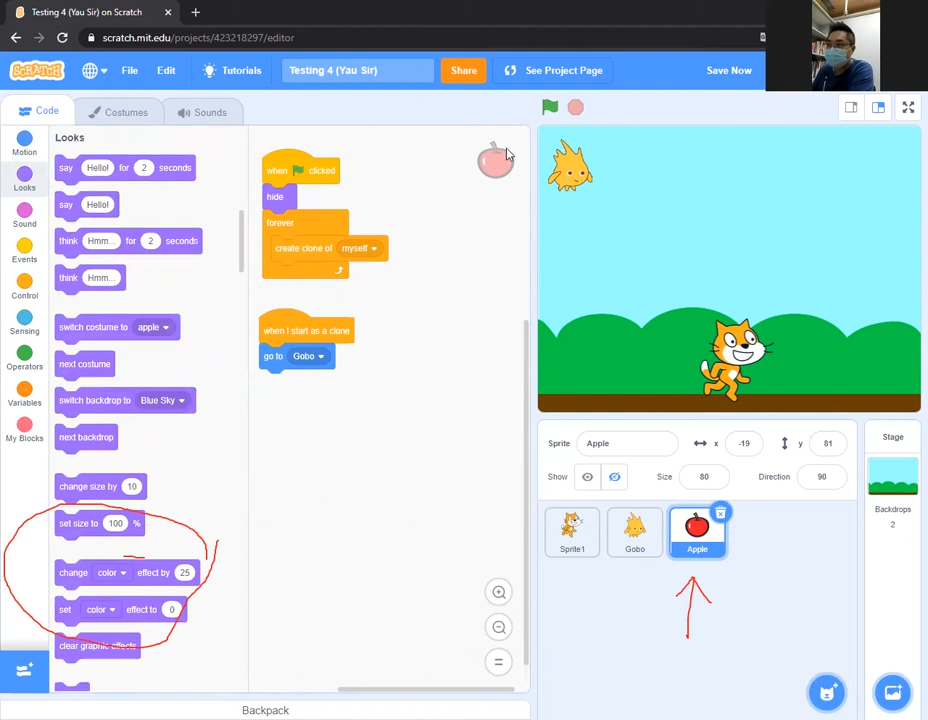 Testing 4 (Yau Sir) on Scratch
scratch.mit.edu/projects/423218297/editor
SCRATCH File Edit Tutorials Testing 4 (Yau Sir) Share See Project Page Save Now
Code Costumes Sounds
Motion
Looks
Sound
Events
Control
Sensing
Operators
Variables
My Blocks
Looks
say Hello! for 2 seconds
say Hello!
think Hmm... for 2 seconds
think Hmm...
switch costume to apple
next costume
switch backdrop to Blue Sky
next backdrop
change size by 10
set size to 100 %
change color effect by 25
set color effect to 0
clear graphic effects
when clicked
hide
forever
create clone of myself
when I start as a clone
go to Gobo
Sprite Apple x -19 y 81
Show Size 80 Direction 90
Sprite1 Gobo Apple
Stage
Backdrops
2
Backpack